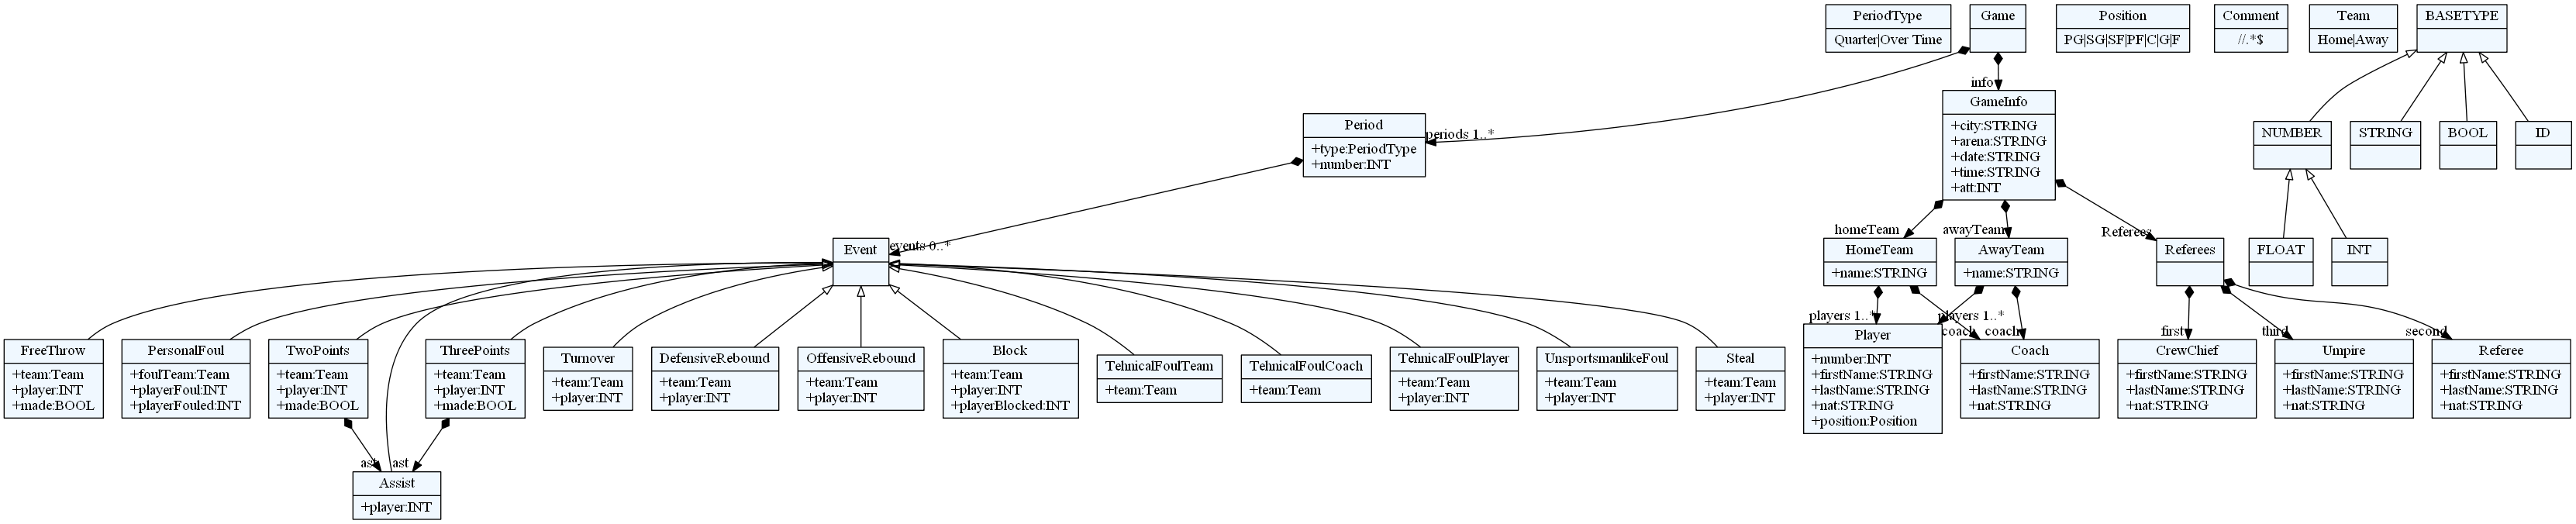 PeriodType
Quarter|Over Time
Game
Position
PG|SG|SF|PF|C|G|F
Comment
//.*$
Team
Home|Away
BASETYPE
info
periods 1..*
Period
+type:PeriodType
+number:INT
GameInfo
+city:STRING
+arena:STRING
+date:STRING
+time:STRING
+att:INT
NUMBER
STRING
BOOL
ID
events 0..*
homeTeam
awayTeam
Referees
Event
HomeTeam
+name:STRING
AwayTeam
+name:STRING
Referees
FLOAT
INT
players 1..*
coach
players 1..*
coach
first
third
second
FreeThrow
+team:Team
+player:INT
+made:BOOL
PersonalFoul
+foulTeam:Team
+playerFoul:INT
+playerFouled:INT
TwoPoints
+team:Team
+player:INT
+made:BOOL
ThreePoints
+team:Team
+player:INT
+made:BOOL
Turnover
+team:Team
+player:INT
DefensiveRebound
+team:Team
+player:INT
OffensiveRebound
+team:Team
+player:INT
Block
+team:Team
+player:INT
+playerBlocked:INT
TehnicalFoulTeam
+team:Team
TehnicalFoulCoach
+team:Team
TehnicalFoulPlayer
+team:Team
+player:INT
UnsportsmanlikeFoul
+team:Team
+player:INT
Steal
+team:Team
+player:INT
Player
+number:INT
+firstName:STRING
+lastName:STRING
+nat:STRING
+position:Position
Coach
+firstName:STRING
+lastName:STRING
+nat:STRING
CrewChief
+firstName:STRING
+lastName:STRING
+nat:STRING
Umpire
+firstName:STRING
+lastName:STRING
+nat:STRING
Referee
+firstName:STRING
+lastName:STRING
+nat:STRING
ast
ast
Assist
+player:INT